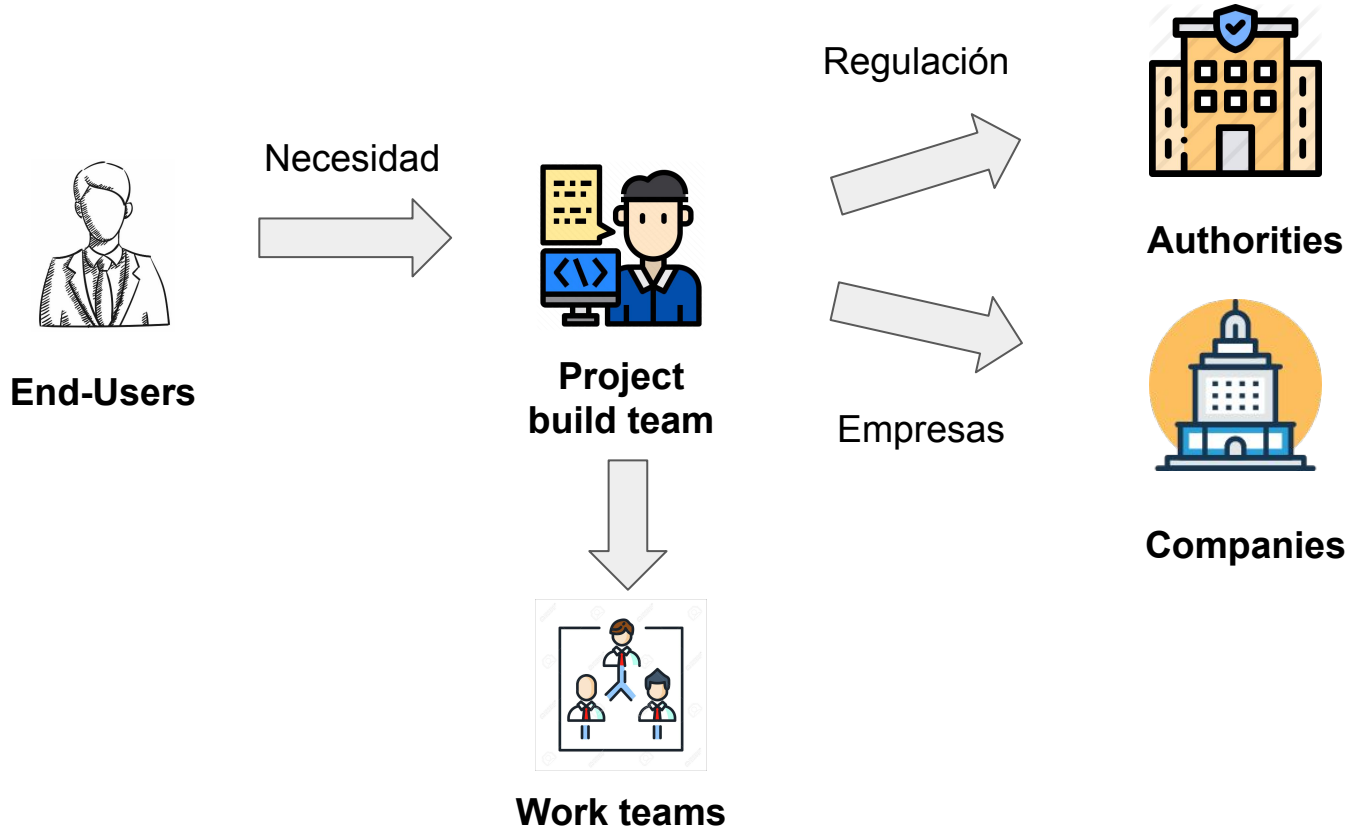 Regulación
Necesidad
Authorities
End-Users
Project
build team
Empresas
Companies
Work teams